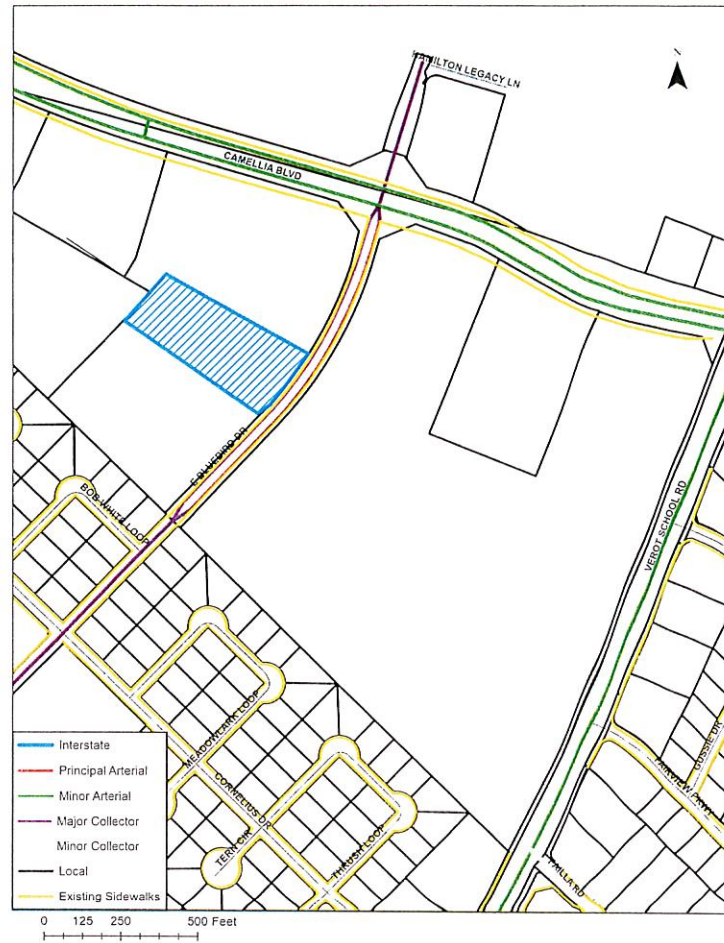 N
HAMILTON LEGACY LN
CAMELLIA BLVD
E BLUEBIRD DR
BOB WHITE LOOP
VEROT SCHOOL RD
MEADOWLARK LOOP
GUSSIE DR
CORNELIUS DR
FAIRVIEW PKWY
TERN CIR
THRUSH LOOP
TAILLA RD
Interstate
Principal Arterial
Minor Arterial
Major Collector
Minor Collector
Local
Existing Sidewalks
0 125 250 500 Feet